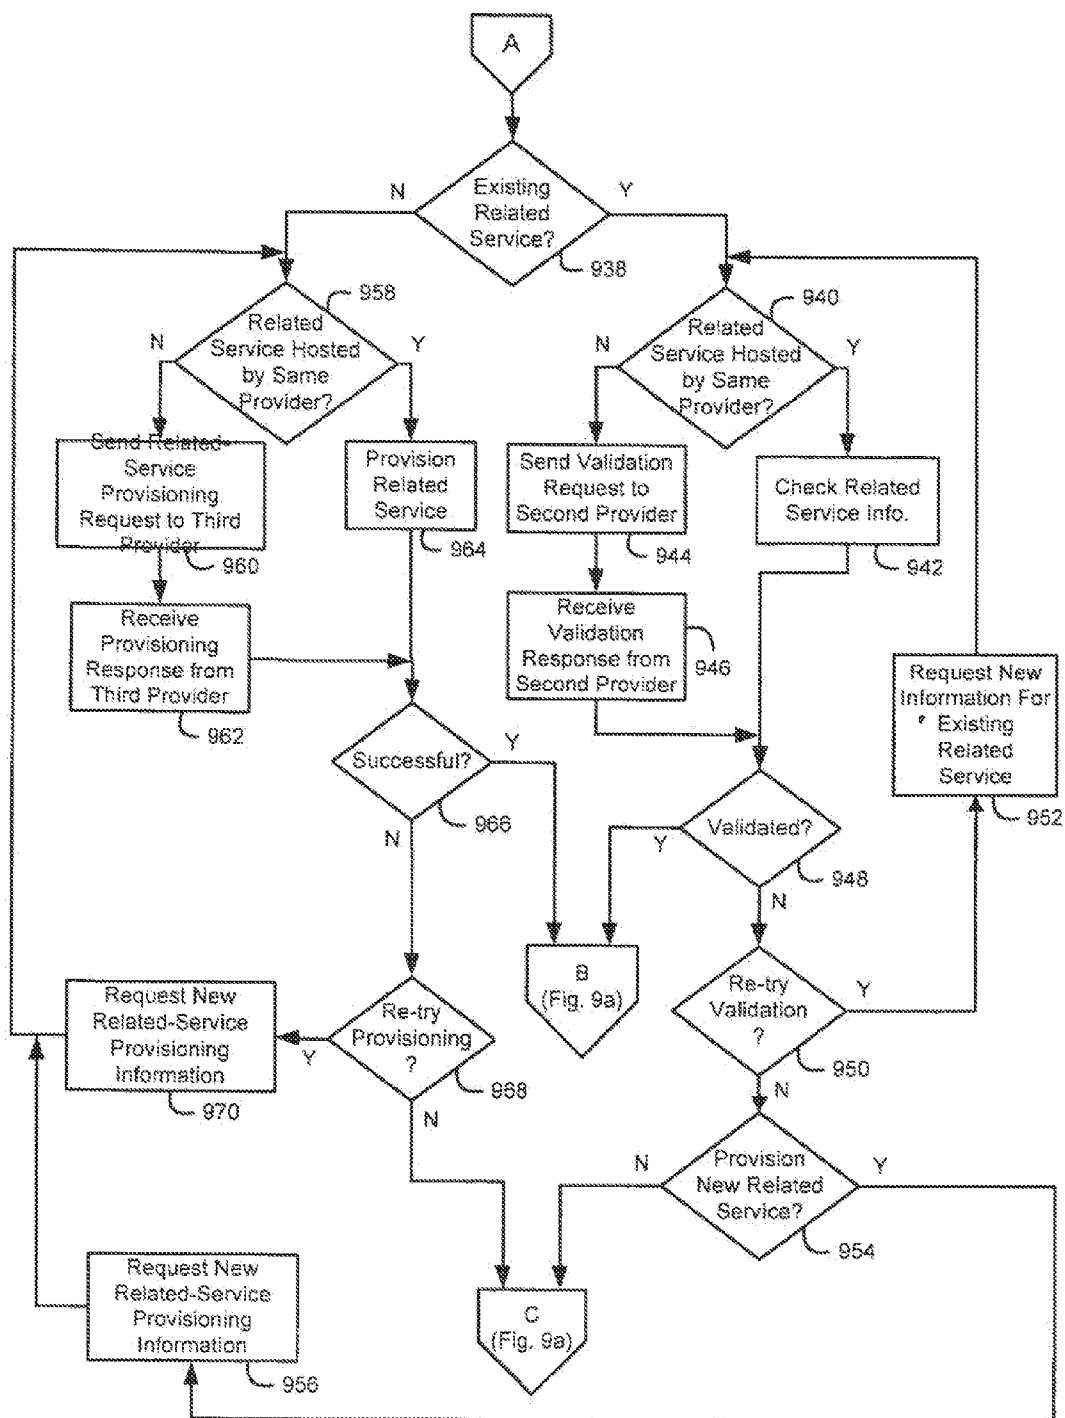 A
N
Existing
Related
Service?
Y
938
958
N
Related
Service Hosted
by Same
Provider?
Y
940
N
Related
Service Hosted
by Same
Provider?
Y
Send Related-
Service
Provisioning
Request to Third
Provider
960
Provision
Related
Service
964
Send Validation
Request to
Second Provider
944
Check Related
Service Info.
942
Receive
Provisioning
Response from
Third Provider
962
Receive
Validation
Response from
Second Provider
946
Request New
Information For
Existing
Related
Service
952
Successful?
Y
966
N
Validated?
Y
948
N
B
(Fig. 9a)
Re-try
Validation
?
Y
950
N
Request New
Related-Service
Provisioning
Information
970
Re-try
Provisioning
?
Y
968
N
N
Provision
New Related
Service?
Y
954
Request New
Related-Service
Provisioning
Information
956
C
(Fig. 9a)